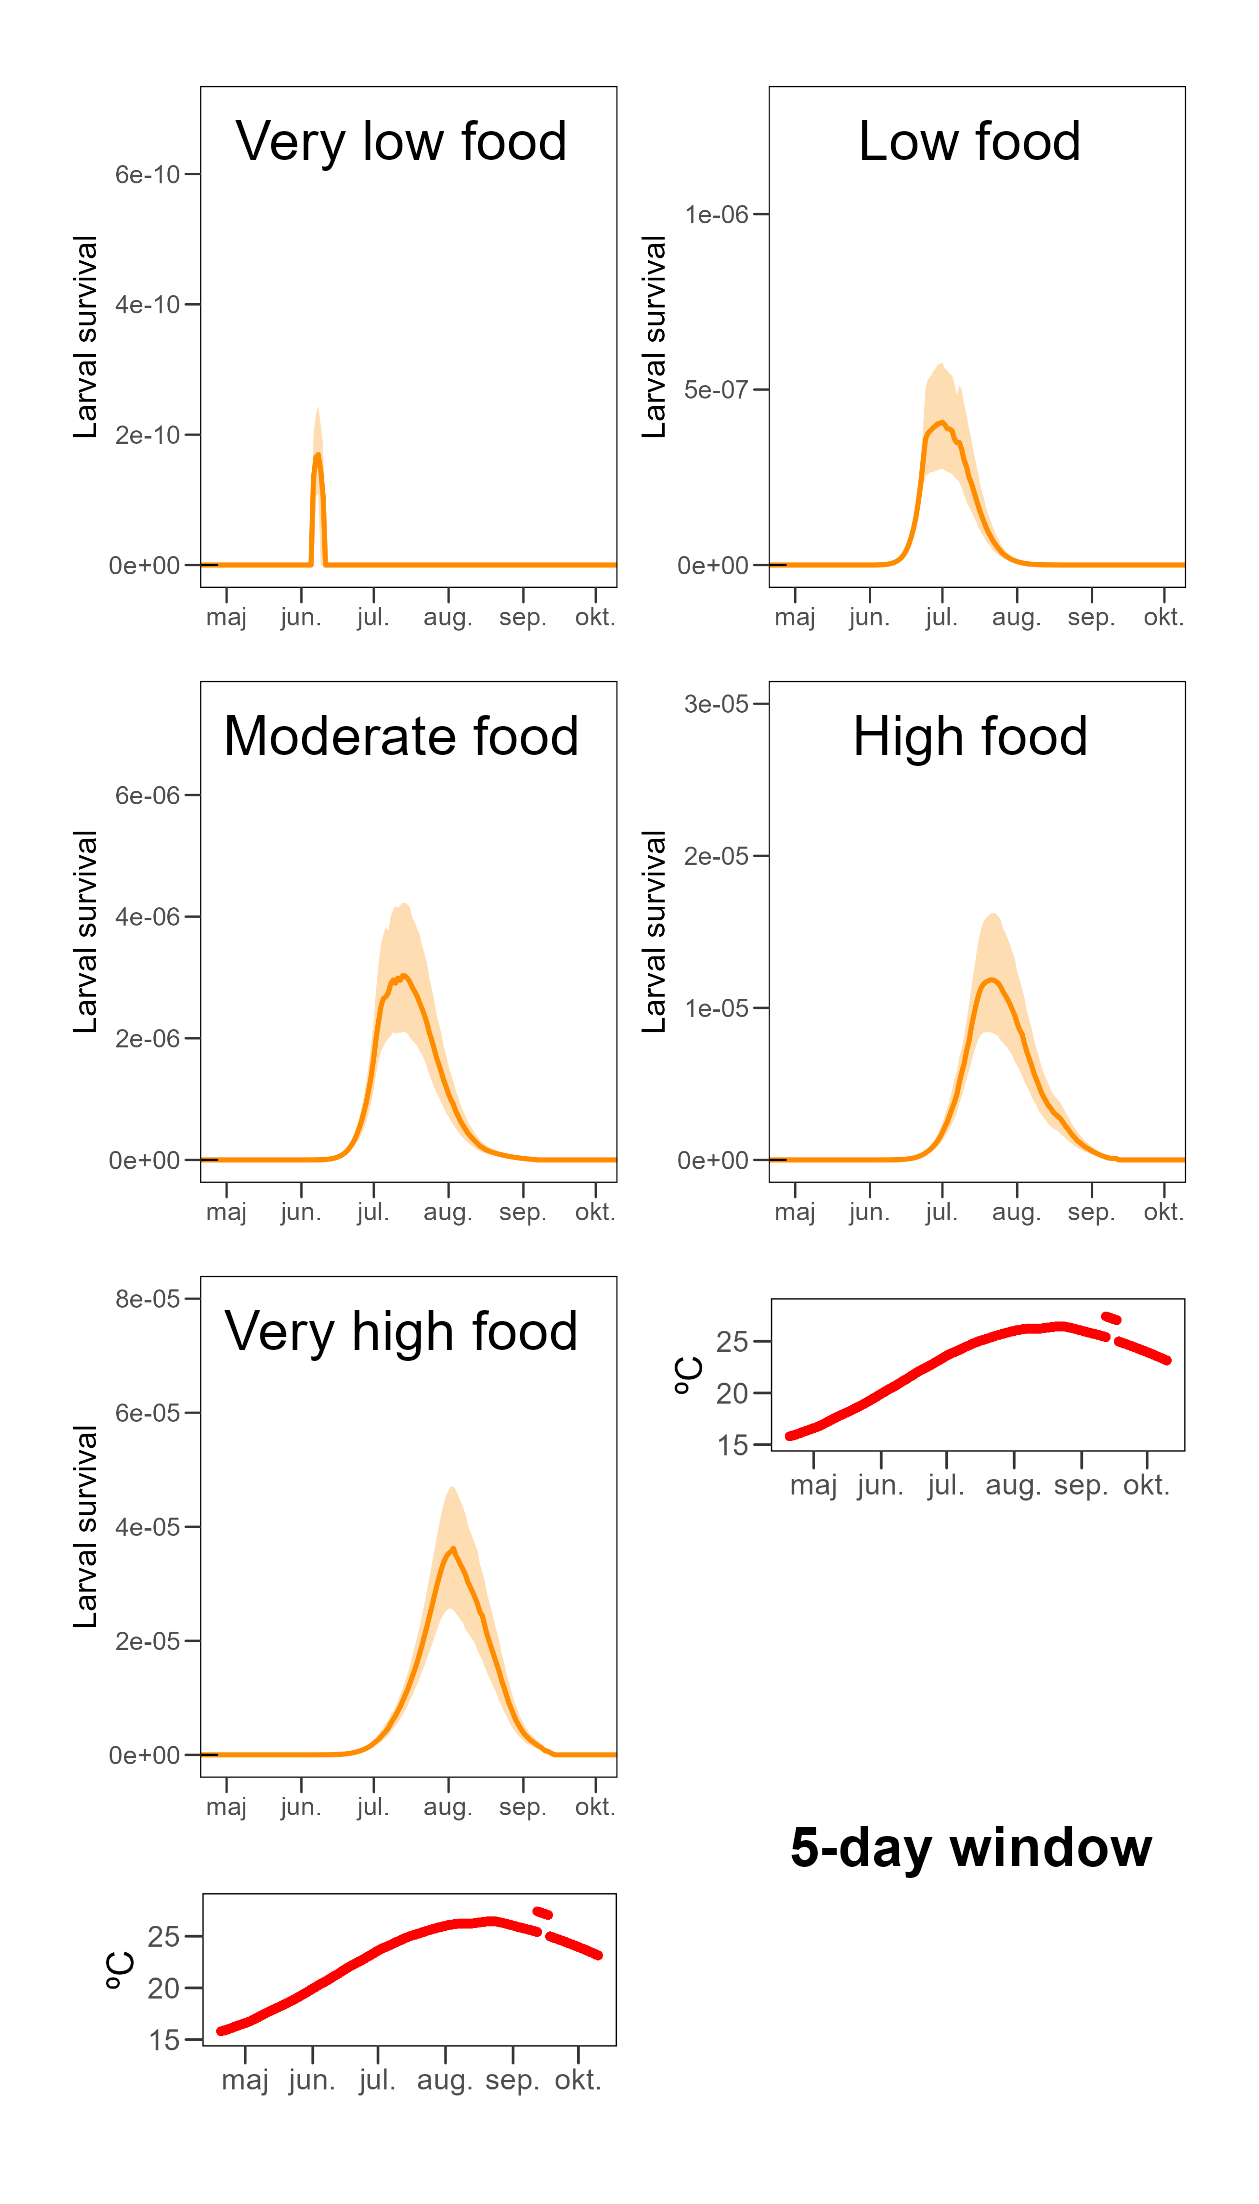 Very low food
Larval survival
6e-10
4e-10
2e-10
0e+00
maj jun. jul. aug. sep. okt.
Low food
Larval survival
1e-06
5e-07
0e+00
maj jun. jul. aug. sep. okt.
Moderate food
Larval survival
6e-06
4e-06
2e-06
0e+00
maj jun. jul. aug. sep. okt.
High food
Larval survival
3e-05
2e-05
1e-05
0e+00
maj jun. jul. aug. sep. okt.
Very high food
Larval survival
8e-05
6e-05
4e-05
2e-05
0e+00
maj jun. jul. aug. sep. okt.
ºC
25
20
15
maj jun. jul. aug. sep. okt.
5-day window
ºC
25
20
15
maj jun. jul. aug. sep. okt.